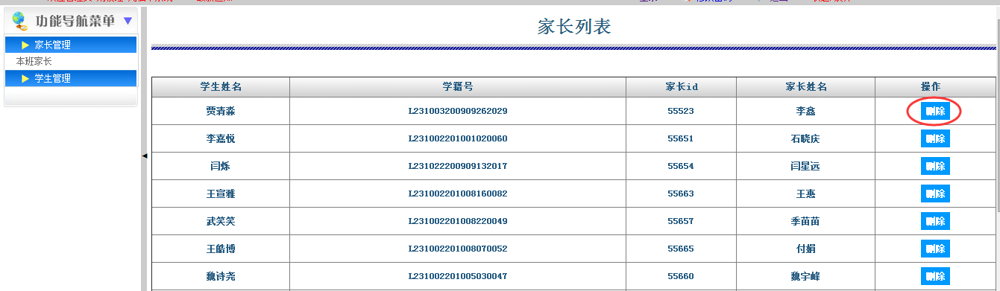 功能导航菜单
家长管理
本班家长
学生管理
家长列表
学生姓名 学籍号 家长id 家长姓名 操作
贾清淼 L231003200909262029 55523 李鑫 删除
李嘉悦 L231002201001020060 55651 石晓庆 删除
闫烁 L231022200909132017 55654 闫星远 删除
王宣雅 L231002201008160082 55663 王惠 删除
武笑笑 L231002201008220049 55657 季苗苗 删除
王皓博 L231002201008070052 55665 付娟 删除
魏诗尧 L231002201005030047 55660 魏宇峰 删除